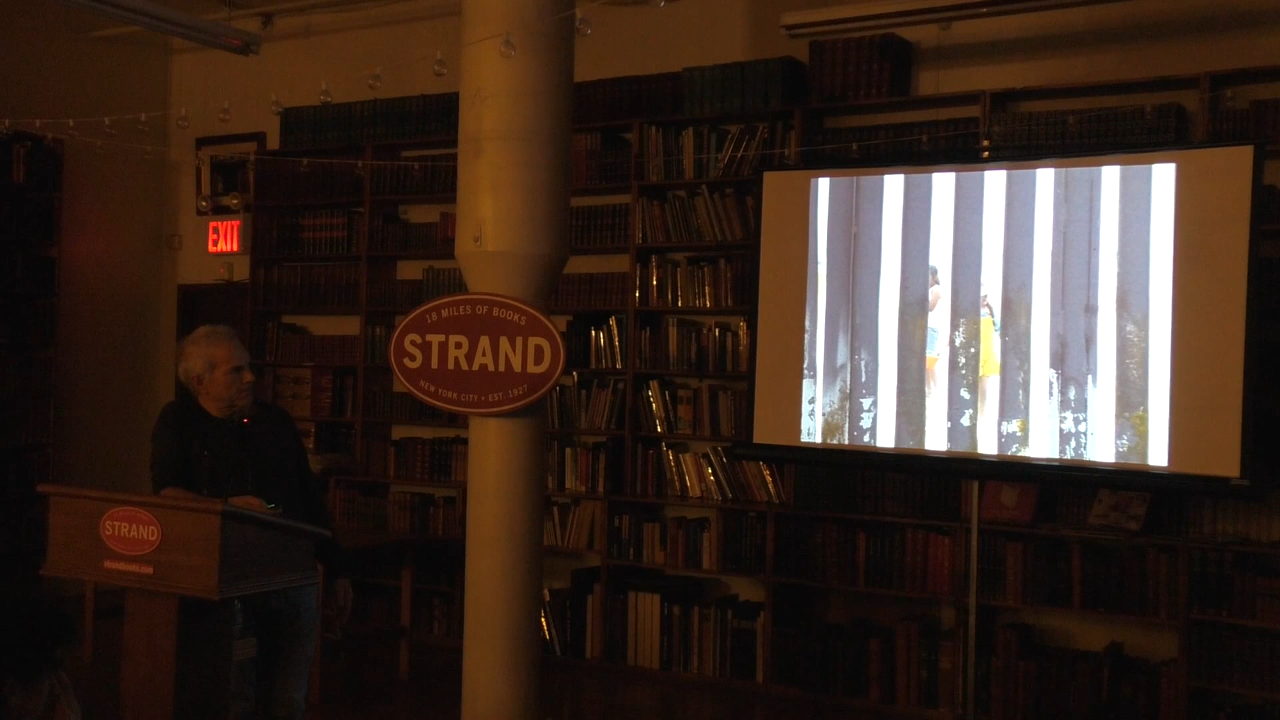 EXIT
18 MILES OF BOOKS
STRAND
NEW YORK CITY • EST. 1927
STRAND
strandbooks.com